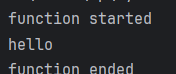 function started
hello
function ended